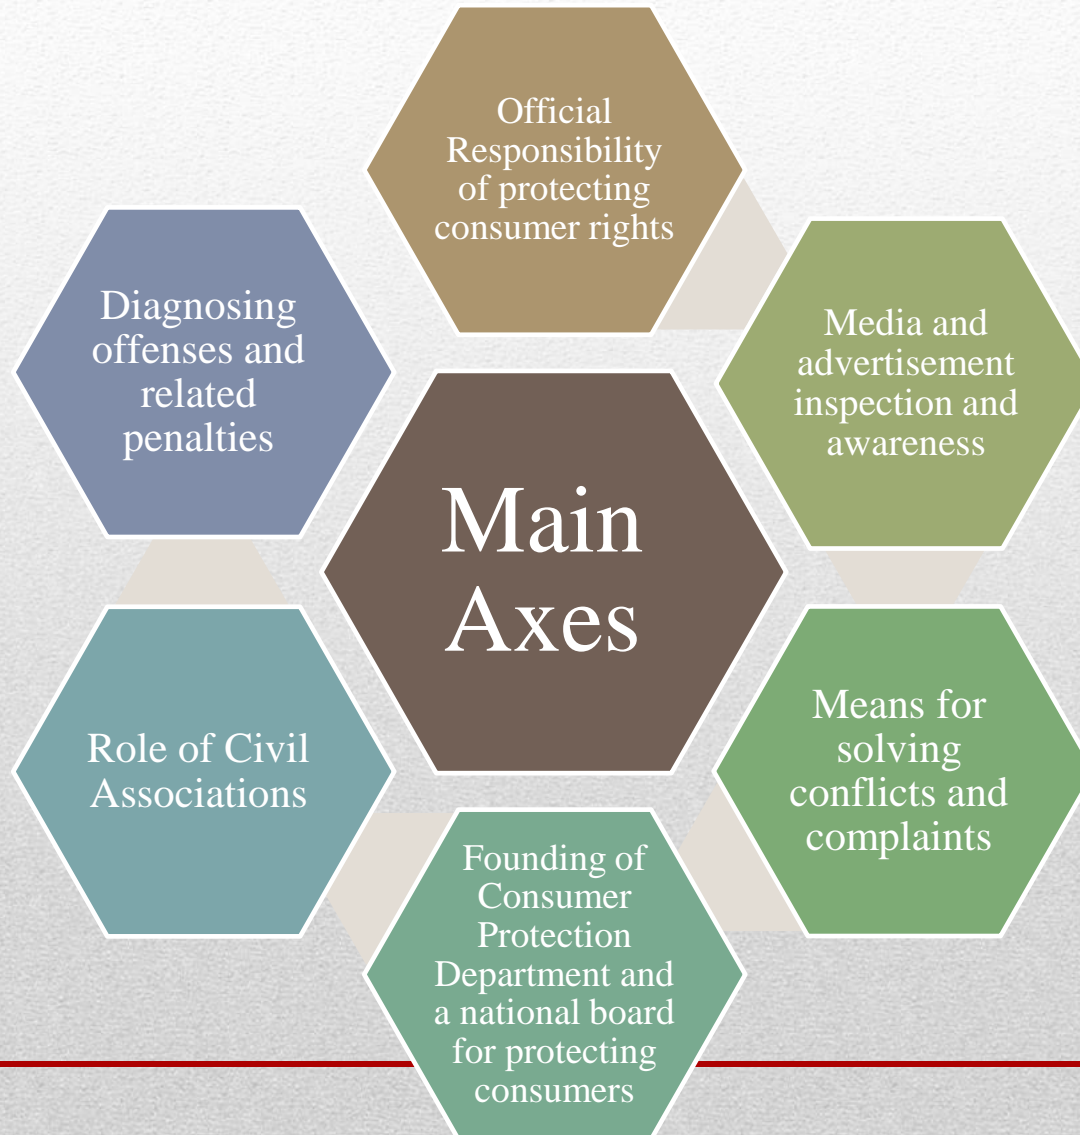 Official
Responsibility
of protecting
consumer rights
Media and
advertisement
inspection and
awareness
Means for
solving
conflicts and
complaints
Founding of
Consumer
Protection
Department and
a national board
for protecting
consumers
Role of Civil
Associations
Diagnosing
offenses and
related
penalties
Main
Axes